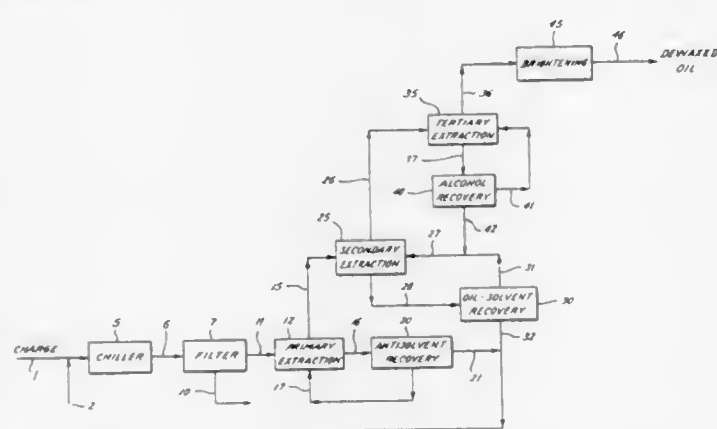 45
46
BRIGHTENING
DEWAXED
OIL
35
36
TERTIARY
EXTRACTION
37
26
40
ALCOHOL
RECOVERY
41
42
25
27
SECONDARY
EXTRACTION
31
15
28
OIL-SOLVENT
RECOVERY
30
5
7
12
30
32
CHARGE
6
11
16
CHILLER
FILTER
PRIMARY
EXTRACTION
ANTISOLVENT
RECOVERY
1
21
10
17
2